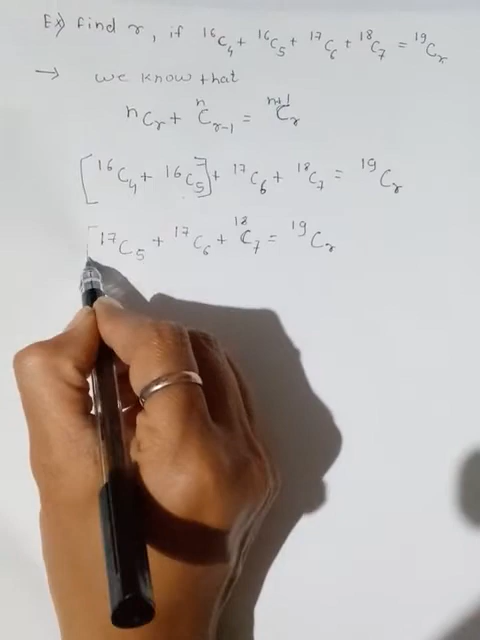 Ex) find r, if ¹⁶C₄ + ¹⁶C₅ + ¹⁷C₆ + ¹⁸C₇ = ¹⁹Cᵣ
→ we know that
ⁿCᵣ + ⁿCᵣ₋₁ = ⁿ⁺¹Cᵣ
[¹⁶C₄ + ¹⁶C₅] + ¹⁷C₆ + ¹⁸C₇ = ¹⁹Cᵣ
[¹⁷C₅ + ¹⁷C₆ + ¹⁸C₇ = ¹⁹Cᵣ